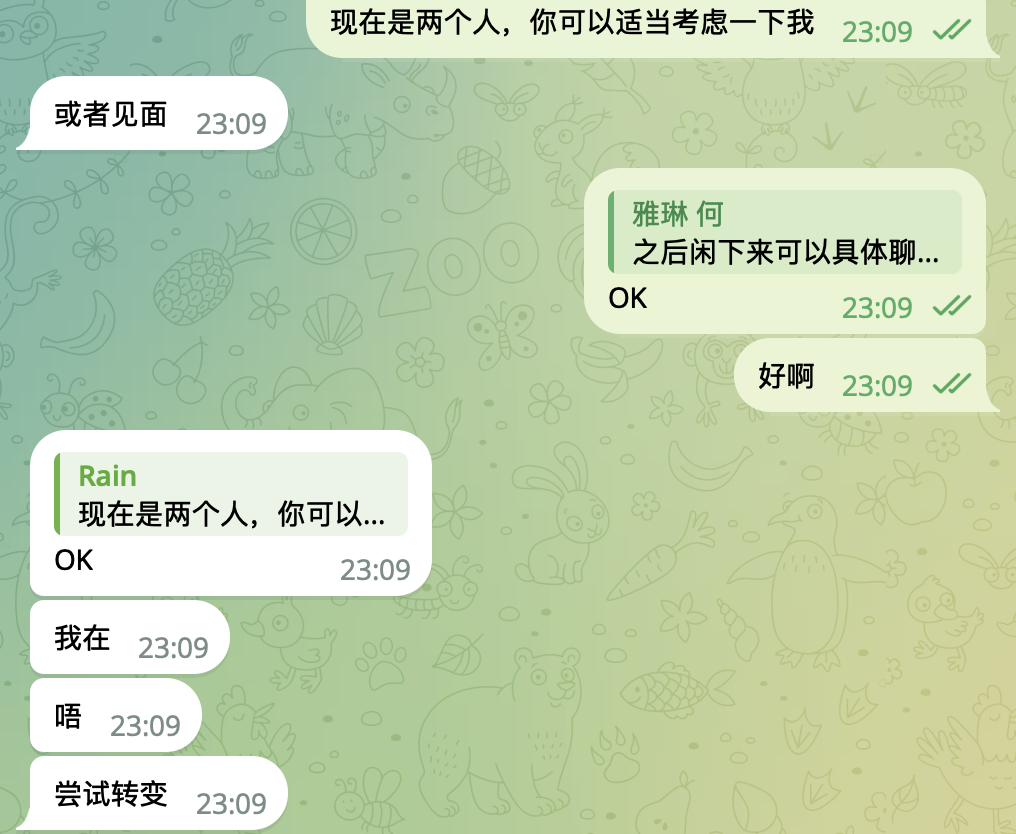 现在是两个人，你可以适当考虑一下我 23:09
或者见面 23:09
雅琳 何
之后闲下来可以具体聊...
OK 23:09
好啊 23:09
Rain
现在是两个人，你可以...
OK 23:09
我在 23:09
唔 23:09
尝试转变 23:09
ZOO